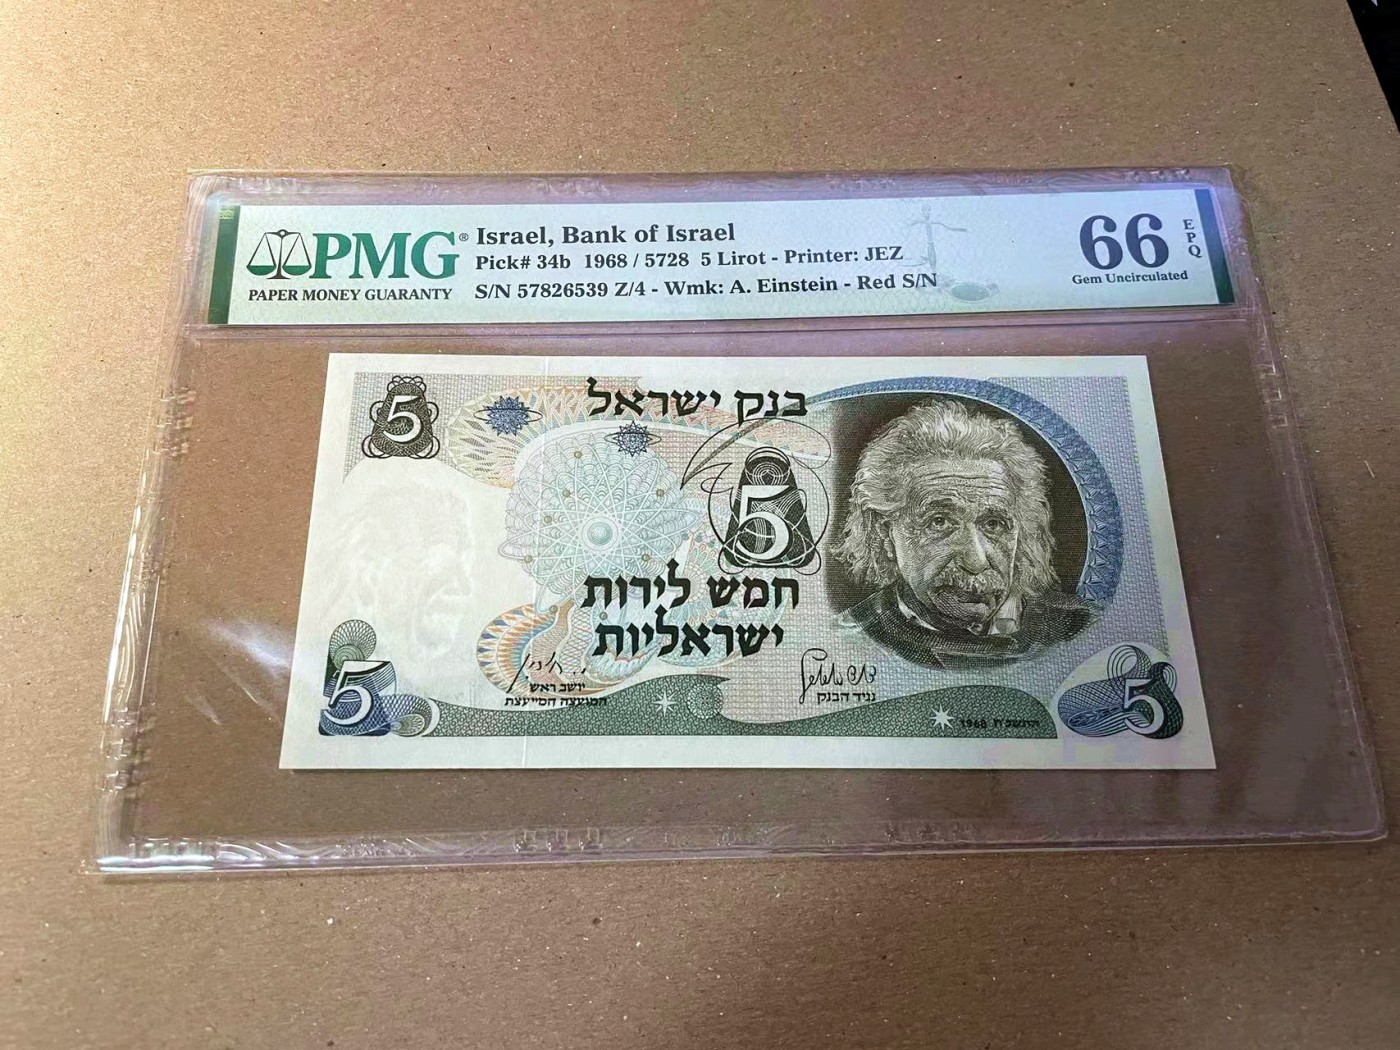 PMG®
PAPER MONEY GUARANTY
Israel, Bank of Israel
Pick# 34b 1968 / 5728 5 Lirot - Printer: JEZ
S/N 57826539 Z/4 - Wmk: A. Einstein - Red S/N
66
EPQ
Gem Uncirculated
5
בנק ישראל
5
חמש לירות
ישראליות
יושב ראש
המועצה המייעצת
נגיד הבנק
5
1968 התשכ"ח
5